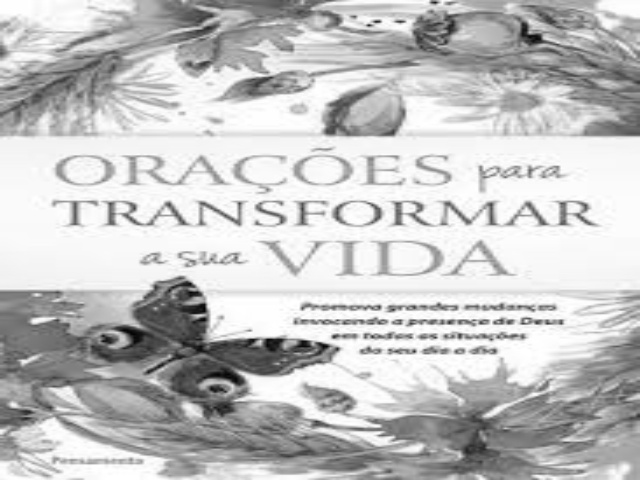 ORAÇÕES para
TRANSFORMAR
a sua VIDA
Promova grandes mudanças
invocando a presença de Deus
em todas as situações
do seu dia a dia
Pensamento